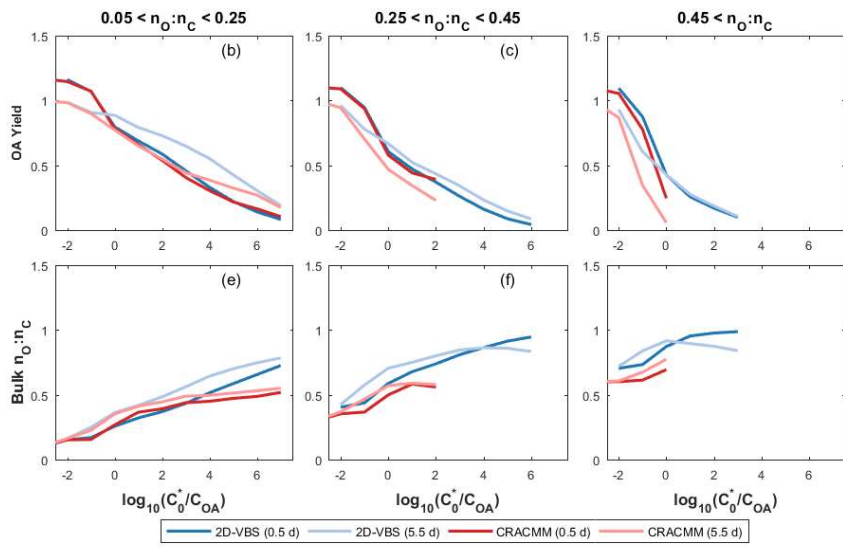 0.05 < nO:nC < 0.25
0.25 < nO:nC < 0.45
0.45 < nO:nC
OA Yield
1.5
1
0.5
0
(b)
-2 0 2 4 6
1.5
1
0.5
0
(c)
-2 0 2 4 6
1.5
1
0.5
0
-2 0 2 4 6
Bulk nO:nC
1.5
1
0.5
0
(e)
-2 0 2 4 6
log10(C0*/COA)
1.5
1
0.5
0
(f)
-2 0 2 4 6
log10(C0*/COA)
1.5
1
0.5
0
-2 0 2 4 6
log10(C0*/COA)
2D-VBS (0.5 d) 2D-VBS (5.5 d) CRACMM (0.5 d) CRACMM (5.5 d)